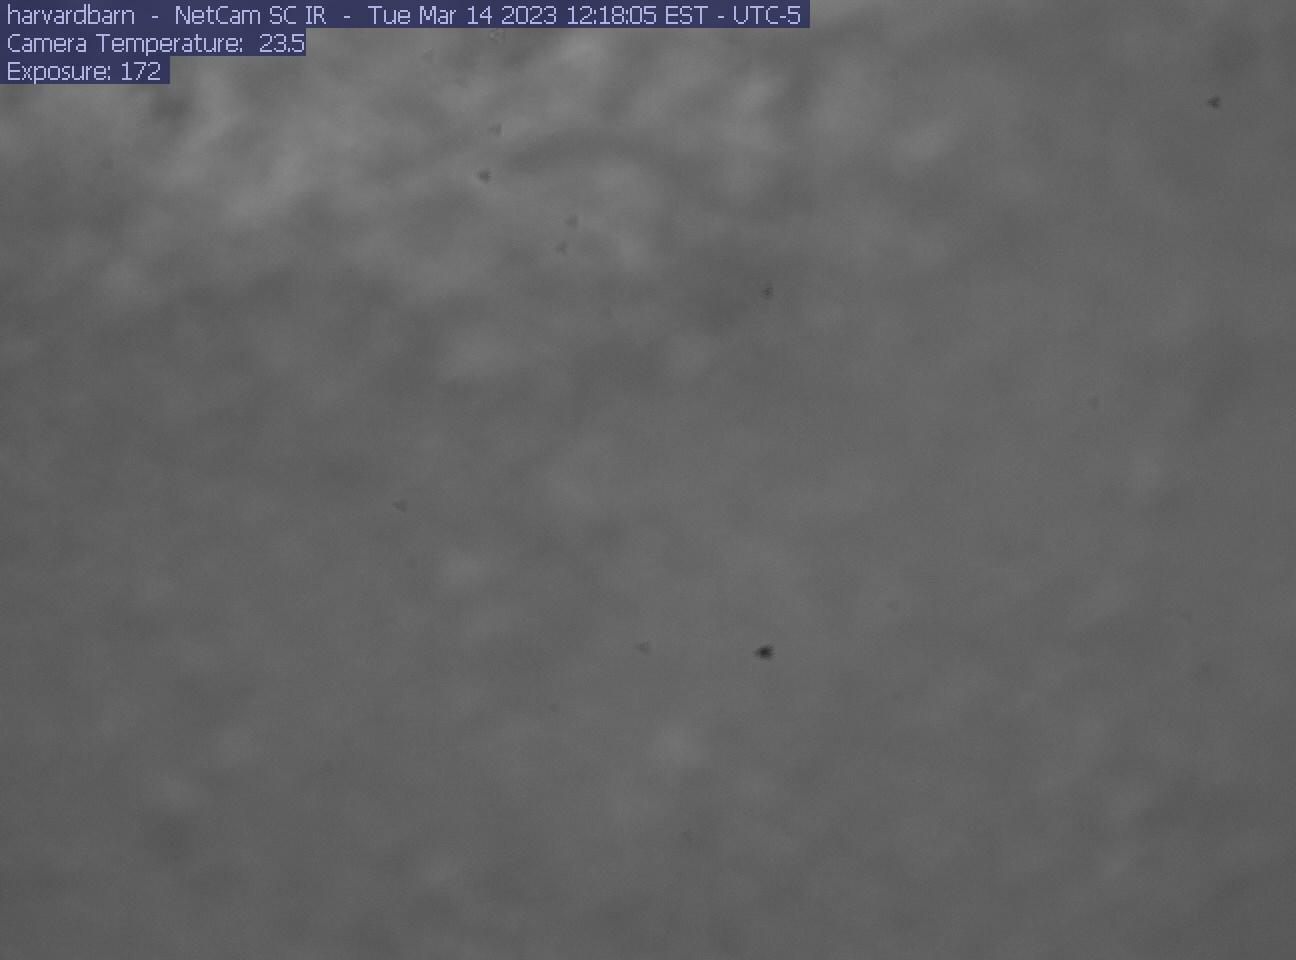 harvardbarn - NetCam SC IR - Tue Mar 14 2023 12:18:05 EST - UTC-5
Camera Temperature: 23.5
Exposure: 172